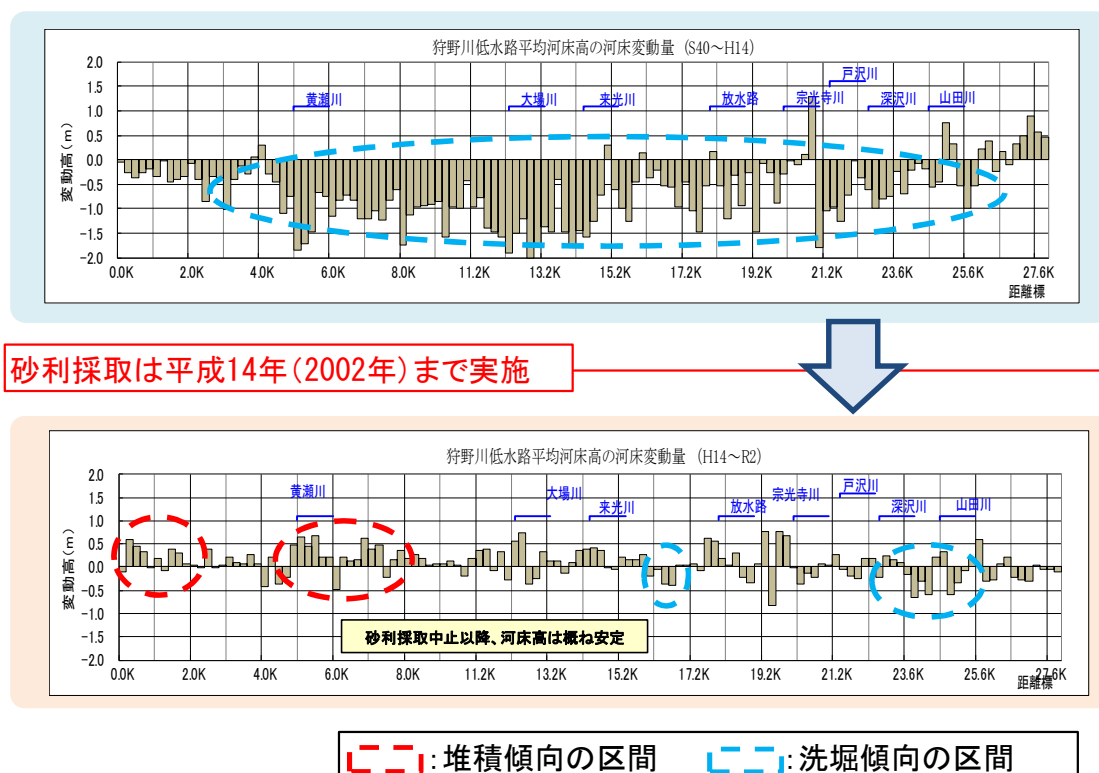 狩野川低水路平均河床高の河床変動量 (S40～H14)
変動高(m)
2.0
1.5
1.0
0.5
0.0
-0.5
-1.0
-1.5
-2.0
黄瀬川
大場川
来光川
放水路
宗光寺川
戸沢川
深沢川
山田川
0.0K 2.0K 4.0K 6.0K 8.0K 11.2K 13.2K 15.2K 17.2K 19.2K 21.2K 23.6K 25.6K 27.6K
距離標
砂利採取は平成14年(2002年)まで実施
狩野川低水路平均河床高の河床変動量 (H14～R2)
変動高(m)
2.0
1.5
1.0
0.5
0.0
-0.5
-1.0
-1.5
-2.0
黄瀬川
大場川
来光川
放水路
宗光寺川
戸沢川
深沢川
山田川
砂利採取中止以降、河床高は概ね安定
0.0K 2.0K 4.0K 6.0K 8.0K 11.2K 13.2K 15.2K 17.2K 19.2K 21.2K 23.6K 25.6K 27.6K
距離標
:堆積傾向の区間
:洗堀傾向の区間